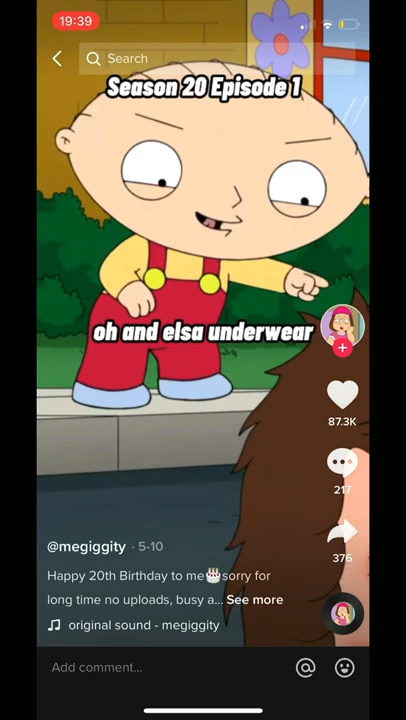 19:39
Search
Season 20 Episode 1
oh and elsa underwear
87.3K
217
376
@megiggity · 5-10
Happy 20th Birthday to me🎂sorry for
long time no uploads, busy a... See more
original sound - megiggity
Add comment...